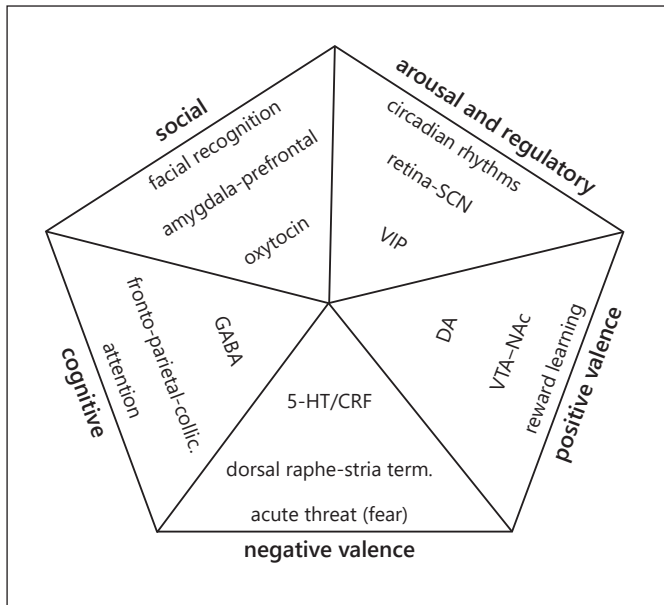 social
facial recognition
amygdala-prefrontal
oxytocin
arousal and regulatory
circadian rhythms
retina-SCN
VIP
positive valence
reward learning
VTA–NAc
DA
cognitive
attention
fronto-parietal-collic.
GABA
5-HT/CRF
dorsal raphe-stria term.
acute threat (fear)
negative valence